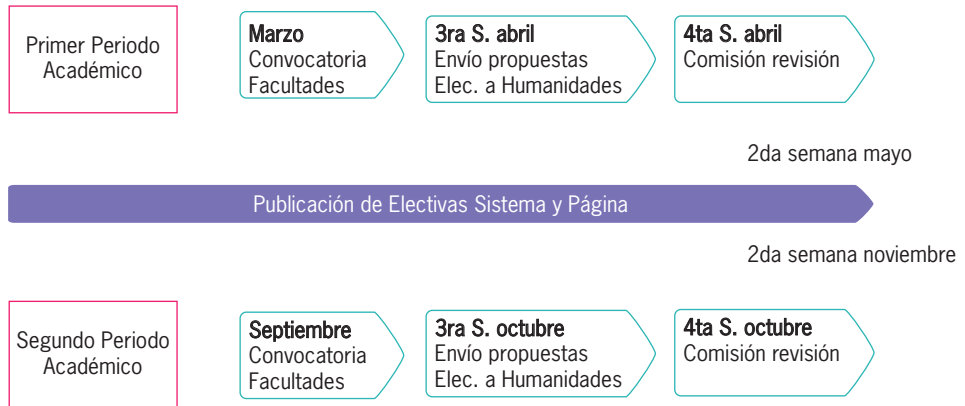 Primer Periodo
Académico
Marzo
Convocatoria
Facultades
3ra S. abril
Envío propuestas
Elec. a Humanidades
4ta S. abril
Comisión revisión
2da semana mayo
Publicación de Electivas Sistema y Página
2da semana noviembre
Segundo Periodo
Académico
Septiembre
Convocatoria
Facultades
3ra S. octubre
Envío propuestas
Elec. a Humanidades
4ta S. octubre
Comisión revisión